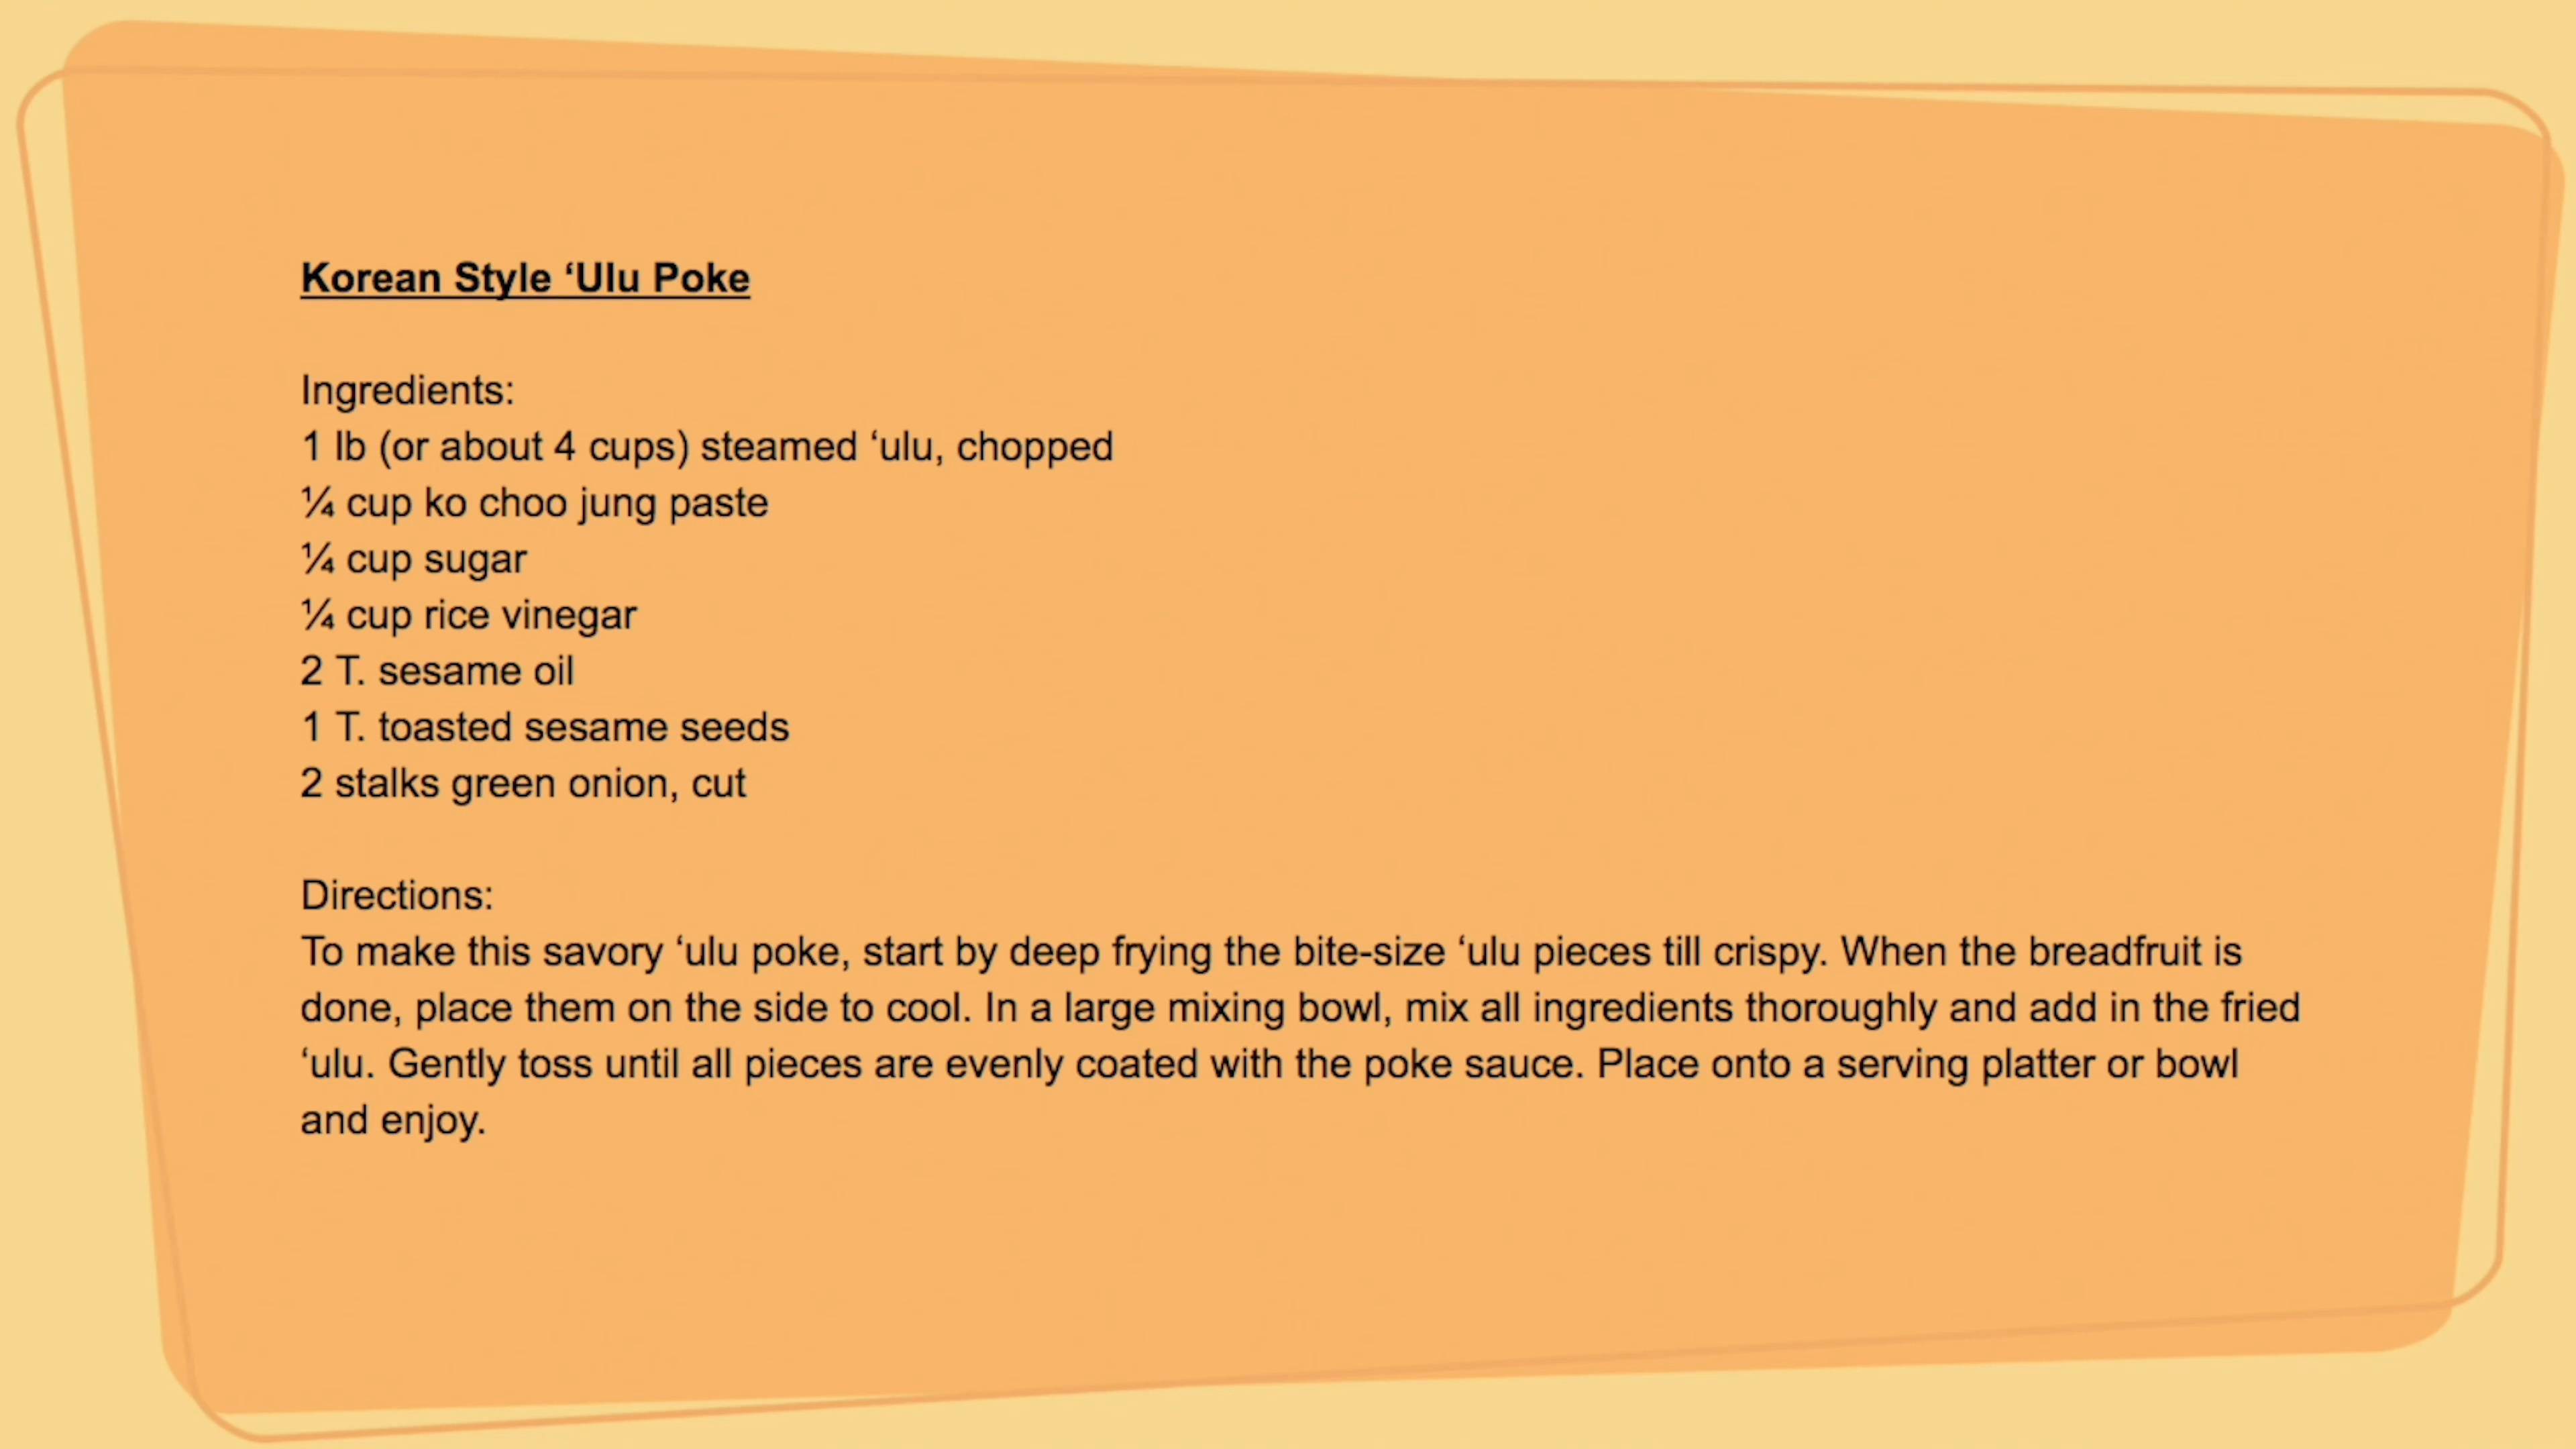 Korean Style ‘Ulu Poke
Ingredients:
1 lb (or about 4 cups) steamed ‘ulu, chopped
¼ cup ko choo jung paste
¼ cup sugar
¼ cup rice vinegar
2 T. sesame oil
1 T. toasted sesame seeds
2 stalks green onion, cut
Directions:
To make this savory ‘ulu poke, start by deep frying the bite-size ‘ulu pieces till crispy. When the breadfruit is
done, place them on the side to cool. In a large mixing bowl, mix all ingredients thoroughly and add in the fried
‘ulu. Gently toss until all pieces are evenly coated with the poke sauce. Place onto a serving platter or bowl
and enjoy.